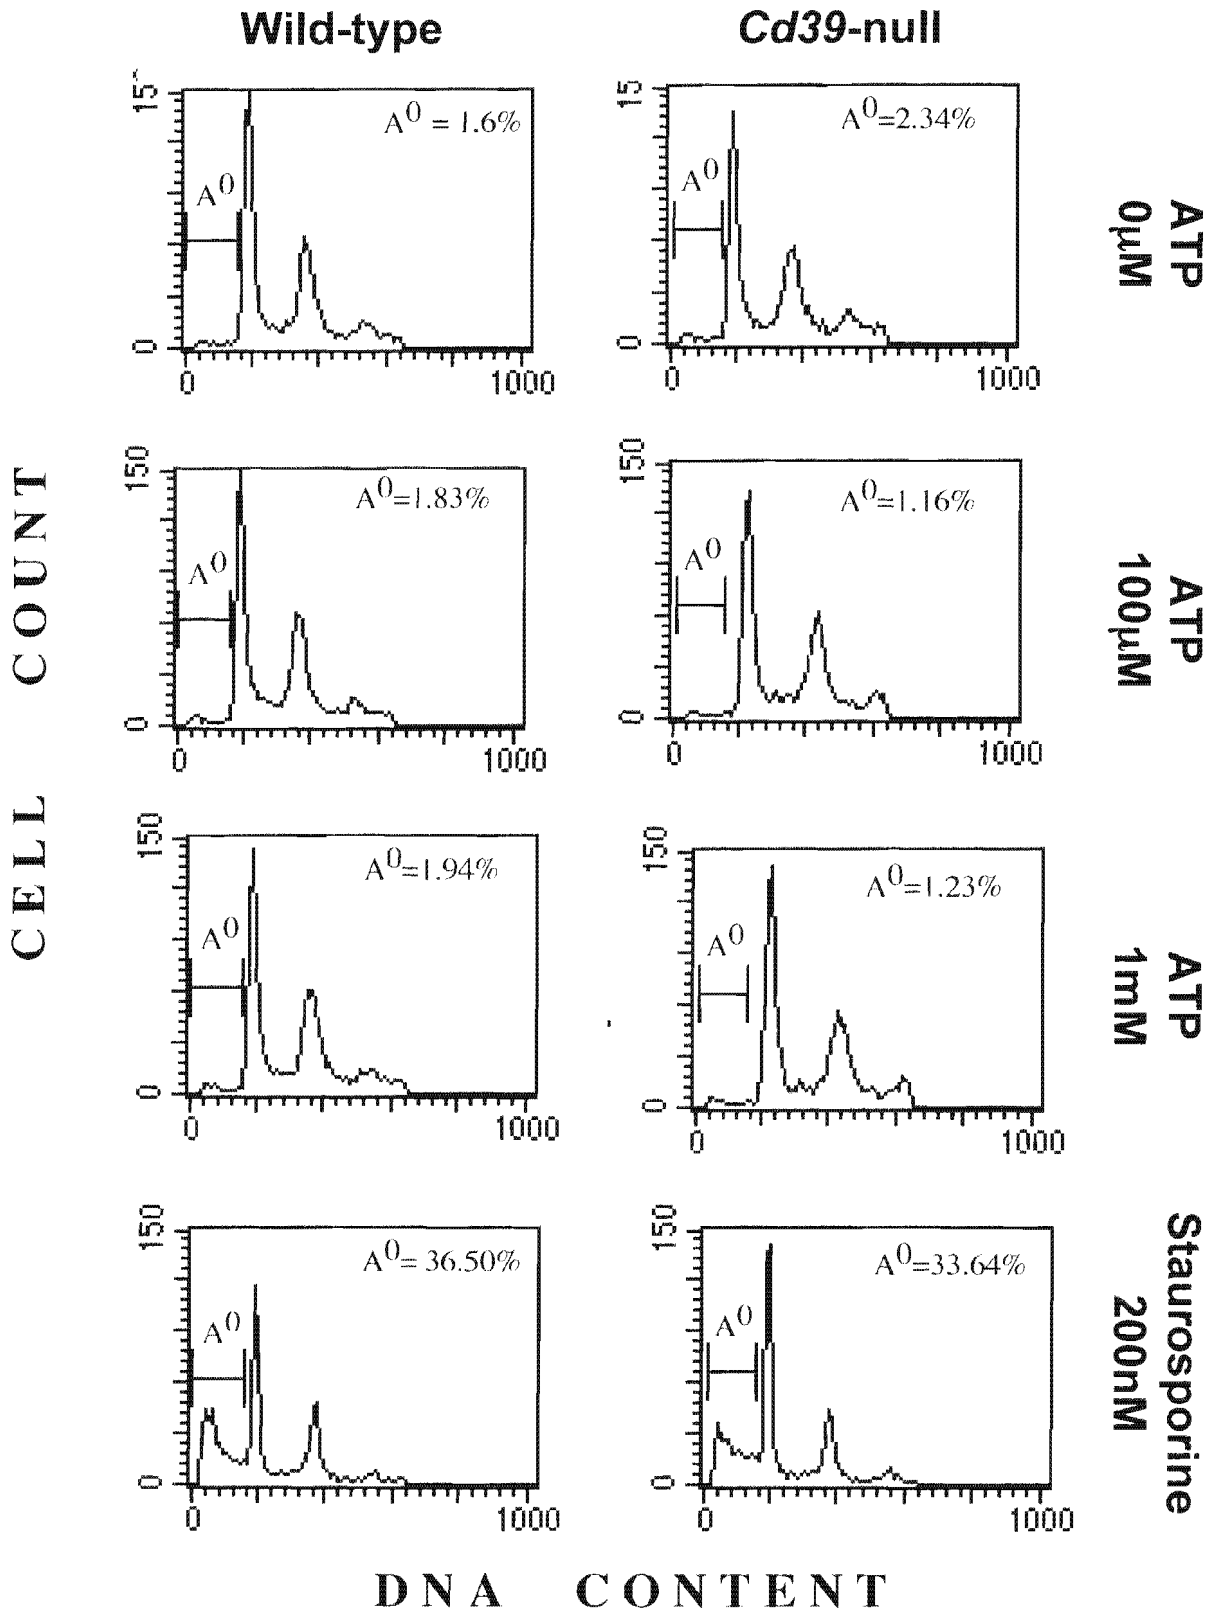 Wild-type
Cd39-null
15
A0 = 1.6%
A0
0
0
1000
15
A0=2.34%
A0
0
0
1000
ATP
0μM
150
A0=1.83%
A0
0
0
1000
150
A0=1.16%
A0
0
0
1000
ATP
100μM
150
A0=1.94%
A0
0
0
1000
150
A0=1.23%
A0
0
0
1000
ATP
1mM
150
A0= 36.50%
A0
0
0
1000
150
A0=33.64%
A0
0
0
1000
Staurosporine
200nM
CELL COUNT
DNA CONTENT